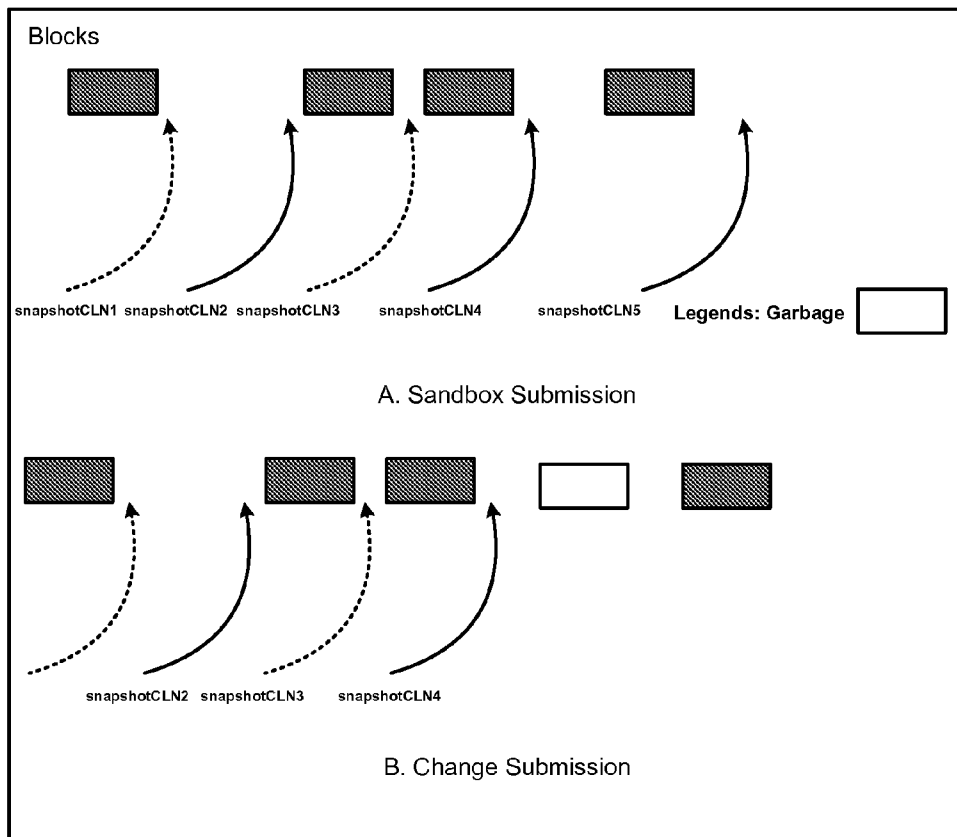 Blocks
snapshotCLN1 snapshotCLN2 snapshotCLN3 snapshotCLN4 snapshotCLN5
Legends: Garbage
A. Sandbox Submission
snapshotCLN2 snapshotCLN3 snapshotCLN4
B. Change Submission